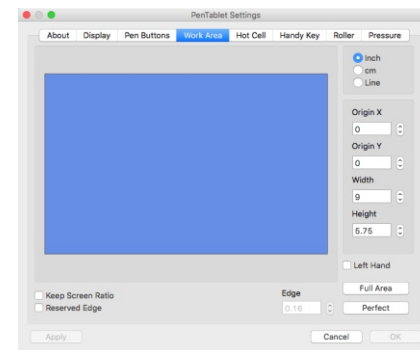 PenTablet Settings
About Display Pen Buttons Work Area Hot Cell Handy Key Roller Pressure
Inch
cm
Line
Origin X
0
Origin Y
0
Width
9
Height
5.75
Left Hand
Keep Screen Ratio
Edge
Full Area
Reserved Edge
0.16
Perfect
Apply
Cancel
OK